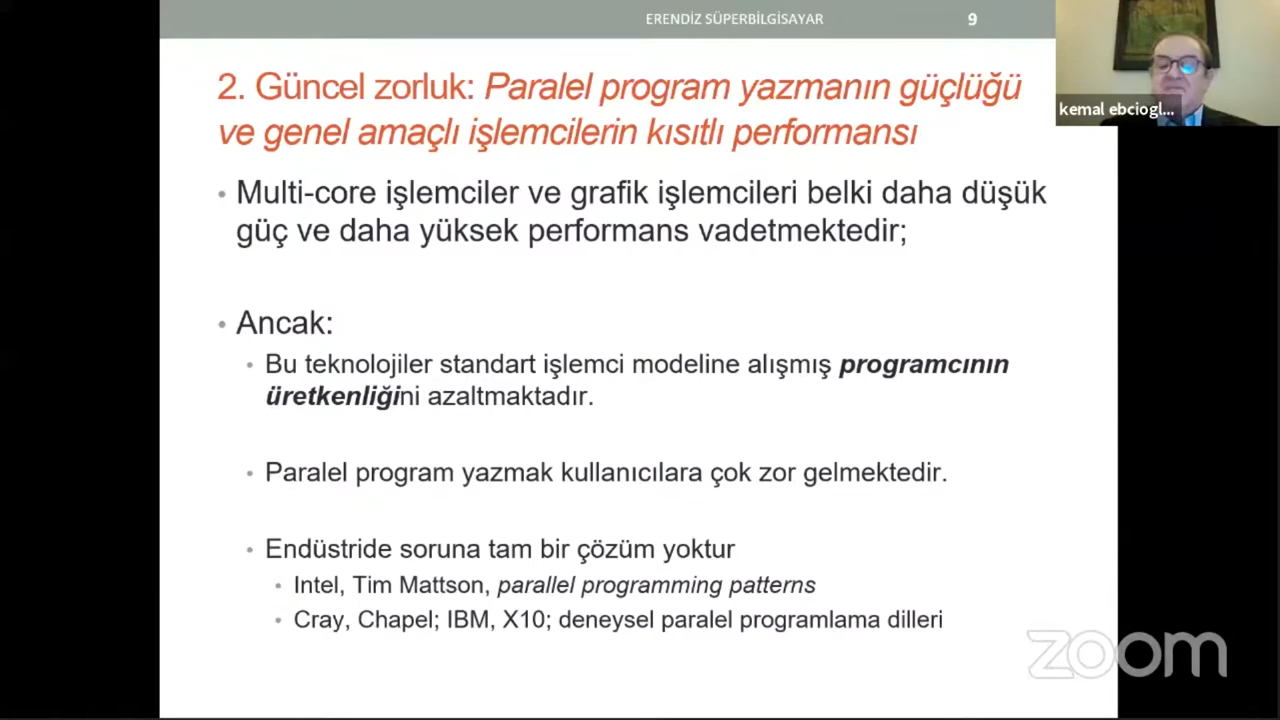 ERENDİZ SÜPERBİLGİSAYAR 9
2. Güncel zorluk: Paralel program yazmanın güçlüğü
ve genel amaçlı işlemcilerin kısıtlı performansı
kemal ebciogl...
• Multi-core işlemciler ve grafik işlemcileri belki daha düşük
güç ve daha yüksek performans vadetmektedir;
• Ancak:
• Bu teknolojiler standart işlemci modeline alışmış programcının
üretkenliğini azaltmaktadır.
• Paralel program yazmak kullanıcılara çok zor gelmektedir.
• Endüstride soruna tam bir çözüm yoktur
• Intel, Tim Mattson, parallel programming patterns
• Cray, Chapel; IBM, X10; deneysel paralel programlama dilleri
zoom